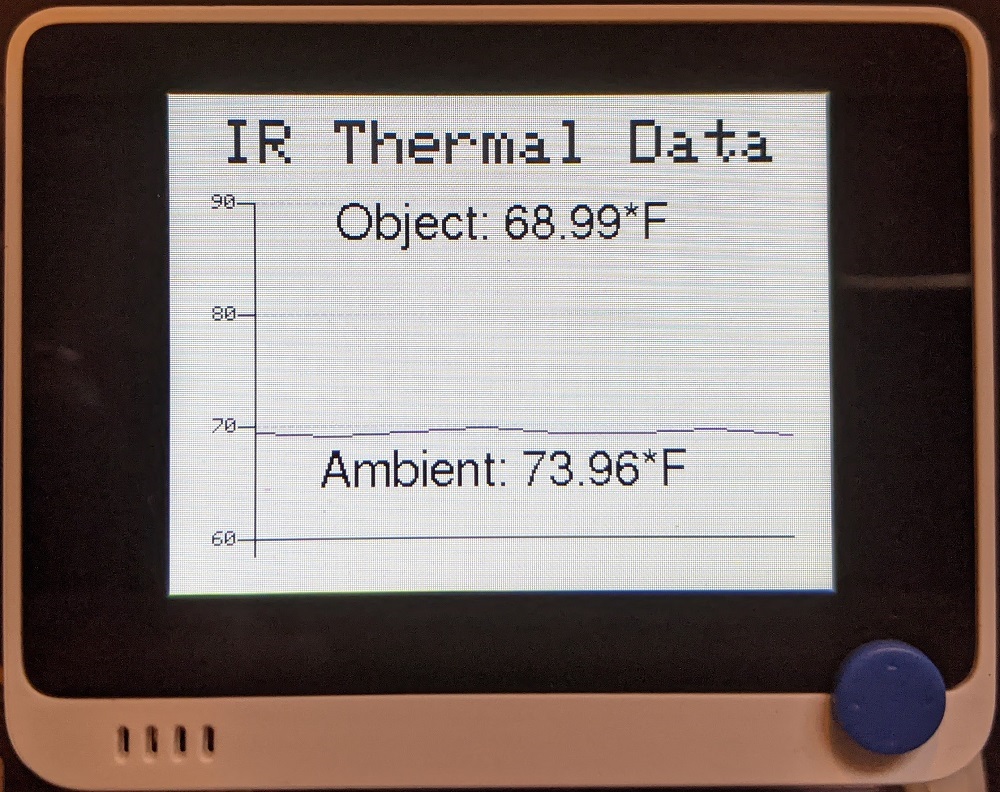 IR Thermal Data
90
Object: 68.99*F
80
70
Ambient: 73.96*F
60